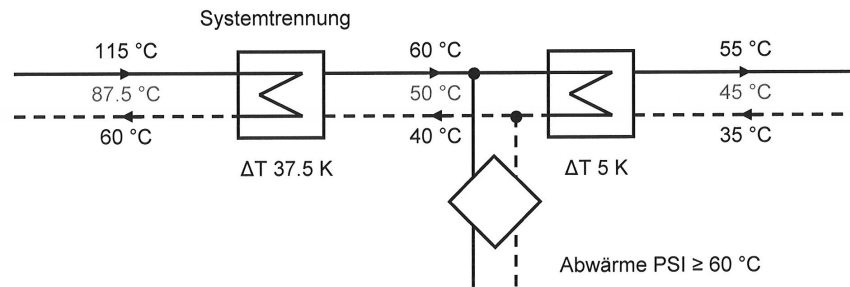 Systemtrennung
115 °C
60 °C
55 °C
87.5 °C
50 °C
45 °C
60 °C
40 °C
35 °C
ΔT 37.5 K
ΔT 5 K
Abwärme PSI ≥ 60 °C